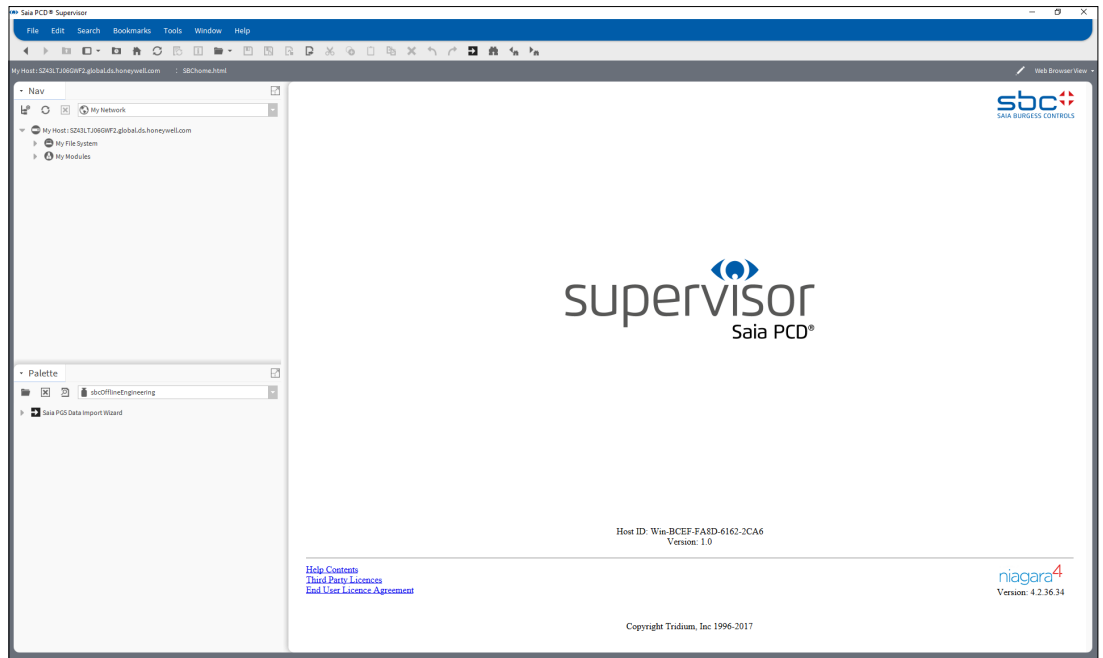 Saia PCD® Supervisor
File Edit Search Bookmarks Tools Window Help
My Host : SZ43LTJ06GWF2.global.ds.honeywell.com : SBChome.html
Web Browser View
Nav
My Network
My Host : SZ43LTJ06GWF2.global.ds.honeywell.com
My File System
My Modules
Palette
sbcOfflineEngineering
Saia PG5 Data Import Wizard
sbc
SAIA BURGESS CONTROLS
supervisor
Saia PCD®
Host ID: Win-BCEF-FA8D-6162-2CA6
Version: 1.0
Help Contents
Third Party Licences
End User Licence Agreement
niagara4
Version: 4.2.36.34
Copyright Tridium, Inc 1996-2017